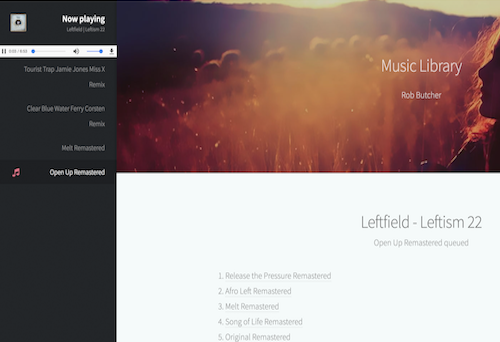 Now playing
Leftfield | Leftism 22
0:00 / 0:03
Tourist Trap Jamie Jones Miss X
Remix
Clear Blue Water Ferry Corsten
Remix
Melt Remastered
Open Up Remastered
Music Library
Rob Butcher
Leftfield - Leftism 22
Open Up Remastered queued
1. Release the Pressure Remastered
2. Afro Left Remastered
3. Melt Remastered
4. Song of Life Remastered
5. Original Remastered